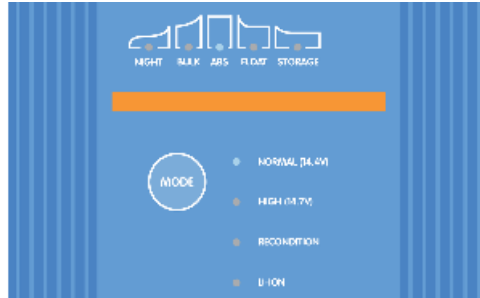 NIGHT BULK ABS FLOAT STORAGE
MODE
NORMAL (14.4V)
HIGH (14.7V)
RECONDITION
LI-ION